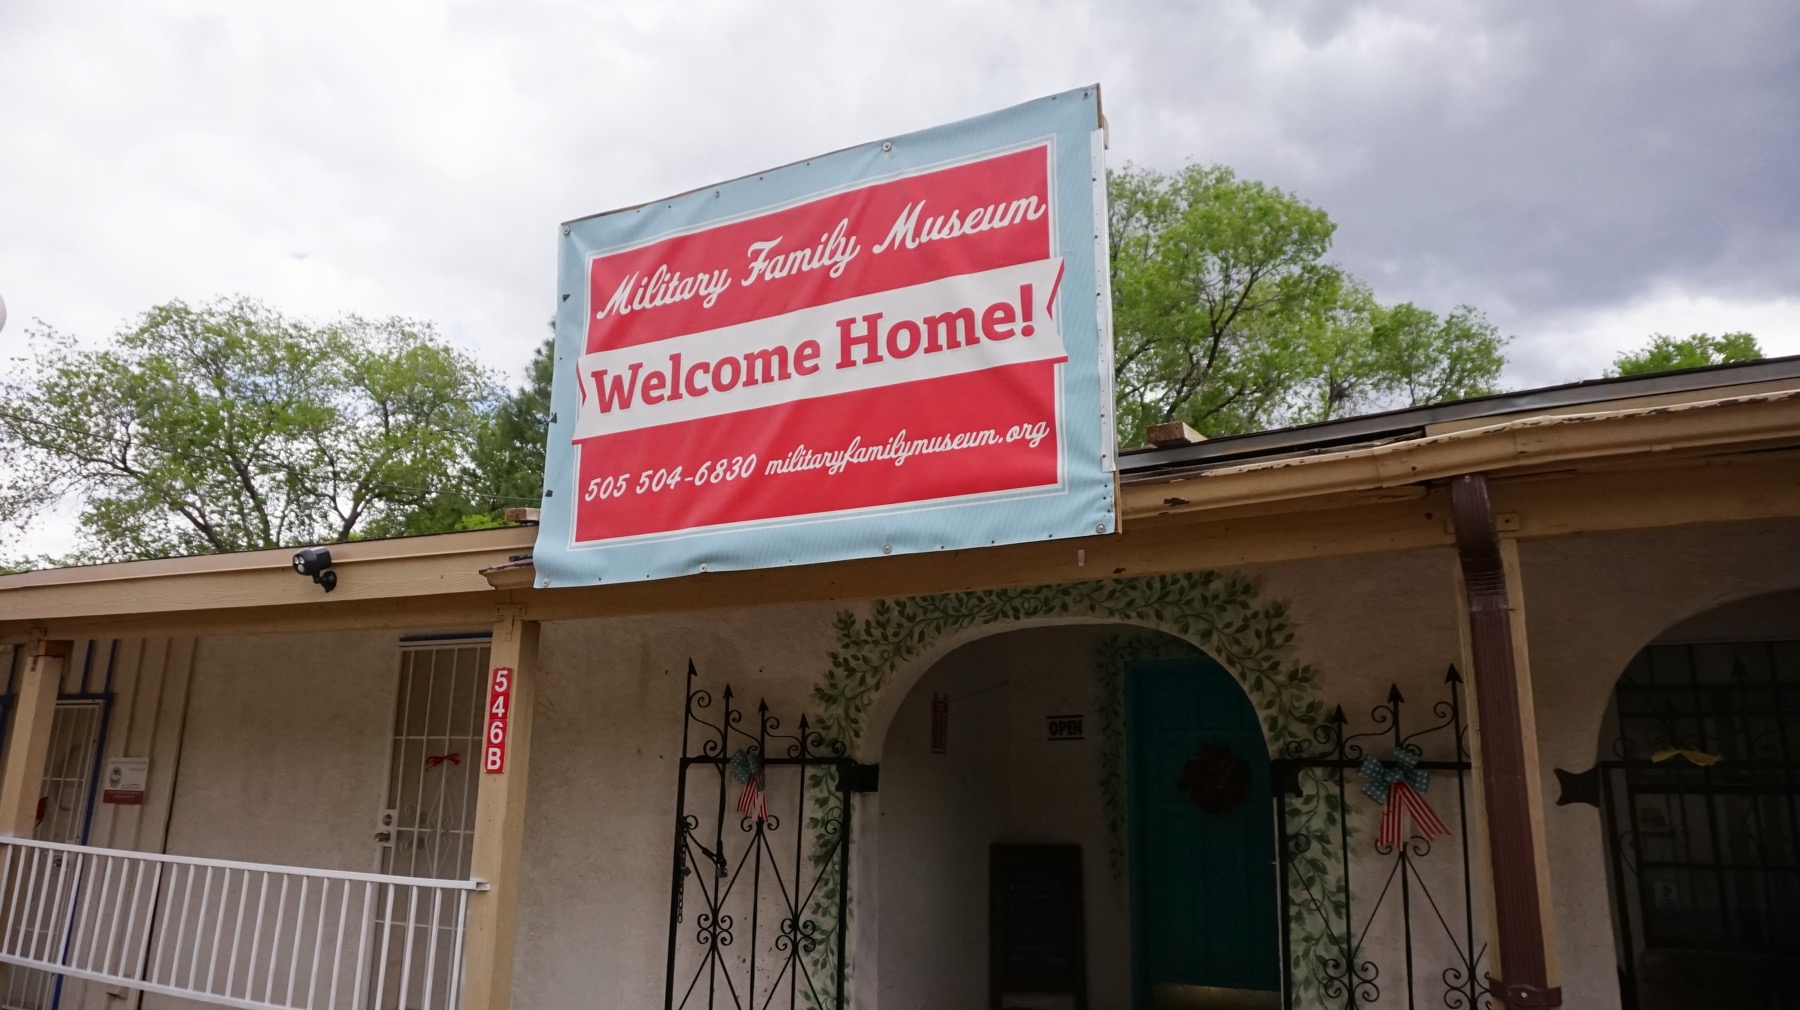 Military Family Museum
Welcome Home!
505 504-6830 militaryfamilymuseum.org
546B
OPEN